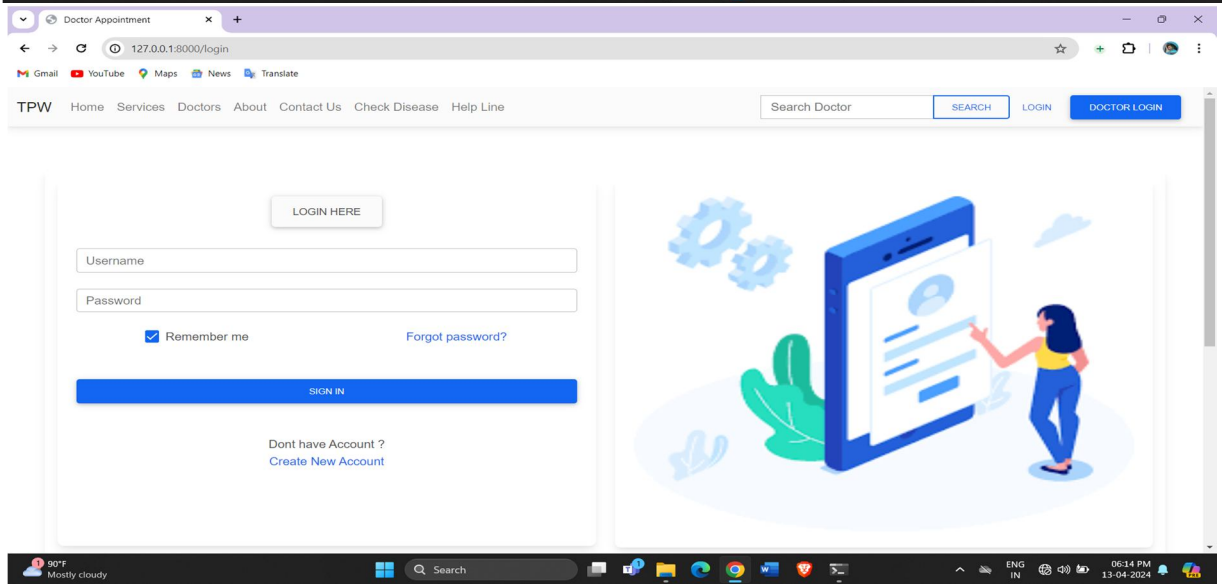 Doctor Appointment
127.0.0.1:8000/login
Gmail YouTube Maps News Translate
TPW Home Services Doctors About Contact Us Check Disease Help Line Search Doctor SEARCH LOGIN DOCTOR LOGIN
LOGIN HERE
Username
Password
Remember me Forgot password?
SIGN IN
Dont have Account ?
Create New Account
90°F
Mostly cloudy
Search
ENG
IN
06:14 PM
13-04-2024